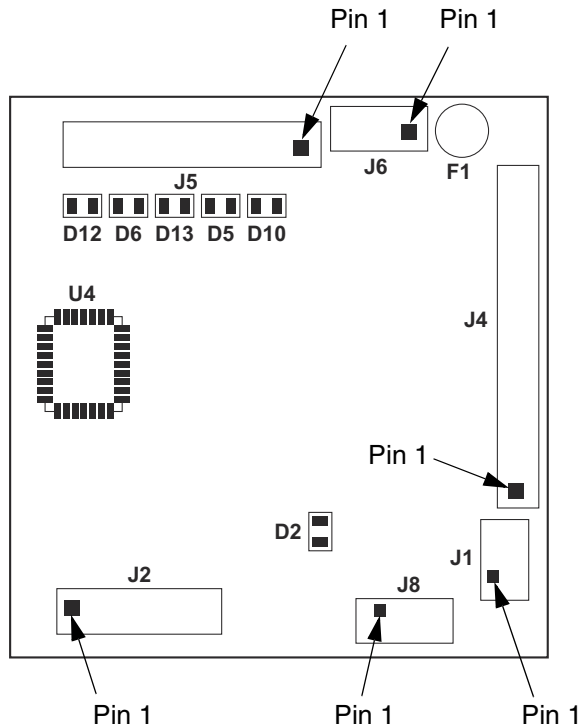 Pin 1 Pin 1
J5 J6 F1
D12 D6 D13 D5 D10
U4
J4
Pin 1
D2
J1
J2 J8
Pin 1 Pin 1 Pin 1